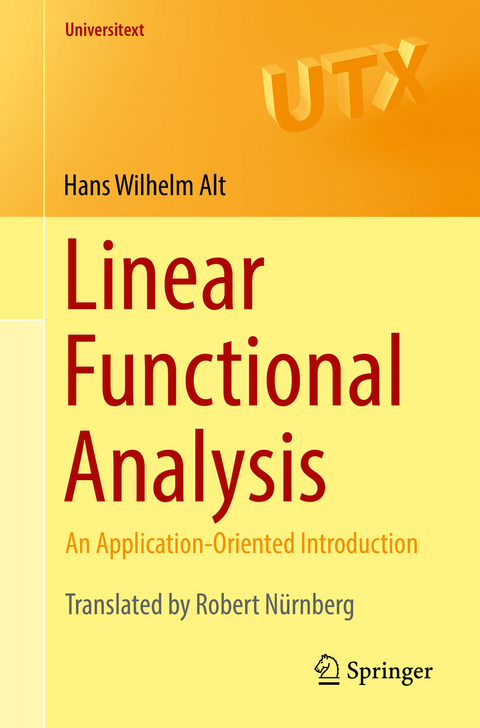 Universitext
UTX
Hans Wilhelm Alt
Linear
Functional
Analysis
An Application-Oriented Introduction
Translated by Robert Nürnberg
Springer